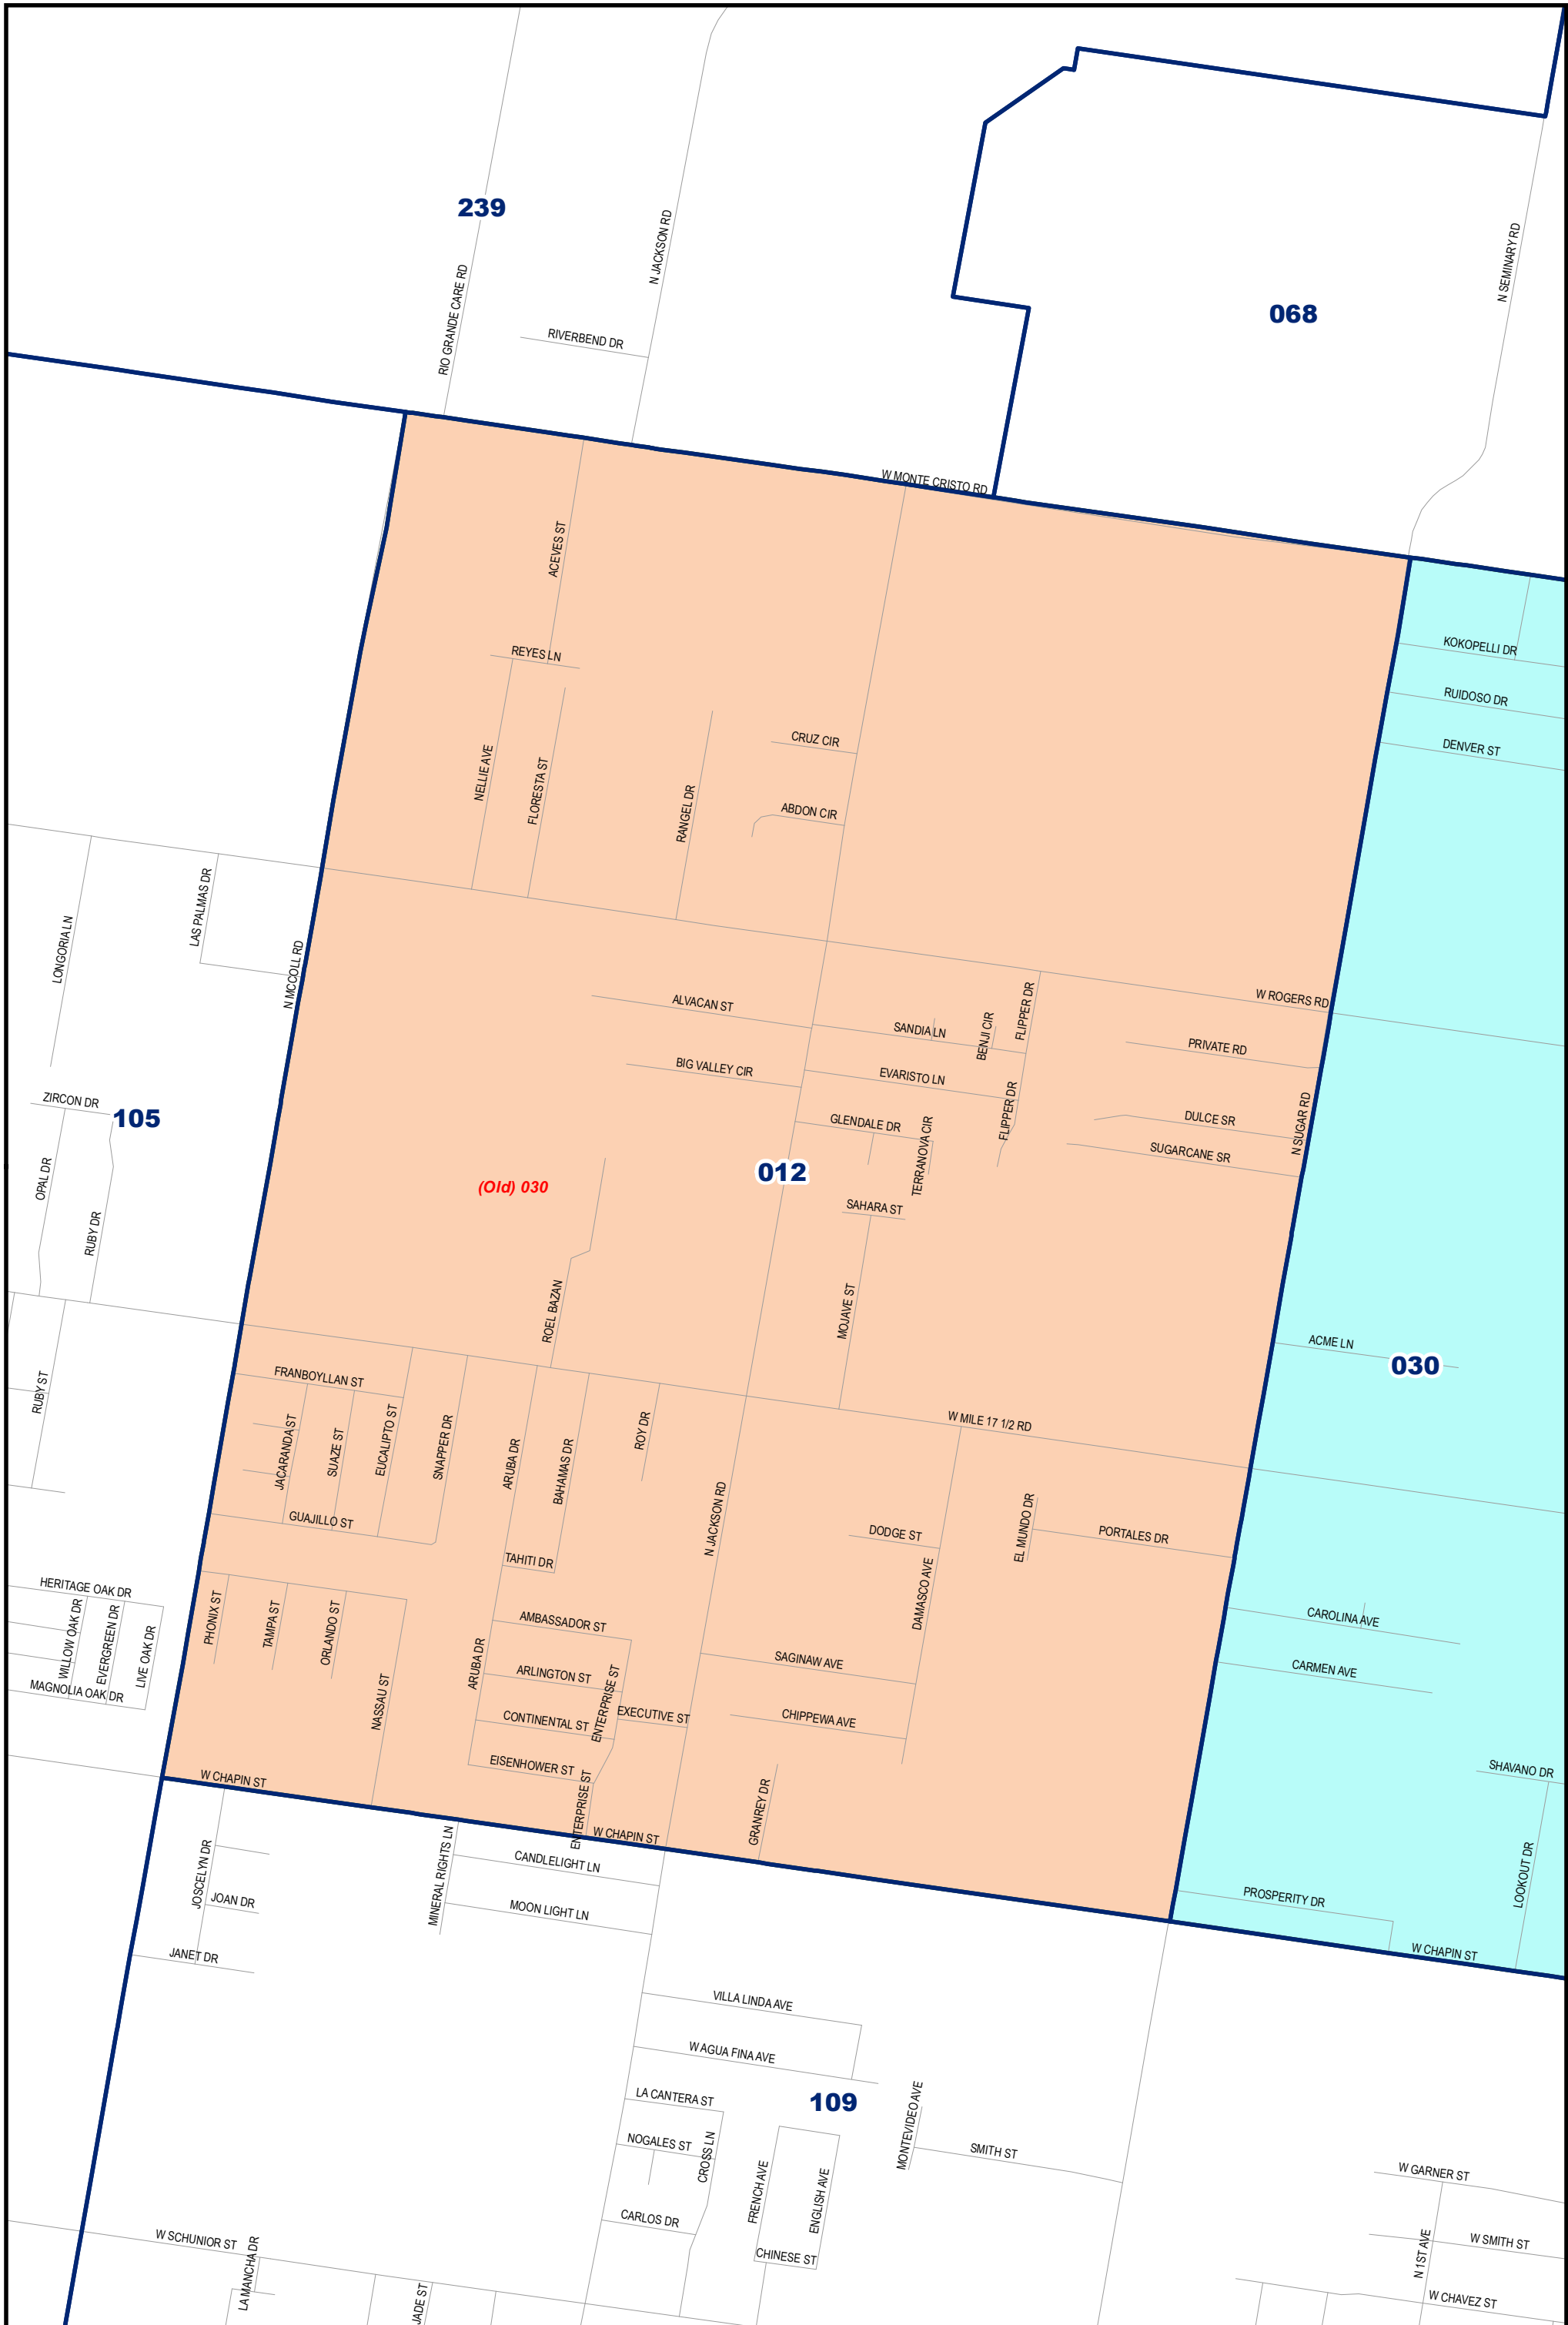 239
N JACKSON RD
RIO GRANDE CARE RD
RIVERBEND DR
068
N SEMINARY RD
W MONTE CRISTO RD
ACEVES ST
REYES LN
NELLIE AVE
FLORESTA ST
RANGEL DR
CRUZ CIR
ABDON CIR
KOKOPELLI DR
RUIDOSO DR
DENVER ST
LONGORIA LN
LAS PALMAS DR
N MCCOLL RD
W ROGERS RD
ALVACAN ST
SANDIA LN
BENJI CIR
FLIPPER DR
PRIVATE RD
BIG VALLEY CIR
EVARISTO LN
FLIPPER DR
GLENDALE DR
TERRANOVA CIR
DULCE SR
SUGARCANE SR
N SUGAR RD
ZIRCON DR
105
OPAL DR
RUBY DR
012
(Old) 030
SAHARA ST
MOJAVE ST
ROEL BAZAN
ACME LN
030
RUBY ST
FRANBOYLLAN ST
JACARANDA ST
SUAZE ST
EUCALIPTO ST
SNAPPER DR
ARUBA DR
BAHAMAS DR
ROY DR
W MILE 17 1/2 RD
GUAJILLO ST
TAHITI DR
N JACKSON RD
DODGE ST
DAMASCO AVE
EL MUNDO DR
PORTALES DR
HERITAGE OAK DR
WILLOW OAK DR
EVERGREEN DR
LIVE OAK DR
MAGNOLIA OAK DR
PHONIX ST
TAMPA ST
ORLANDO ST
NASSAU ST
ARUBA DR
AMBASSADOR ST
ARLINGTON ST
ENTERPRISE ST
EXECUTIVE ST
CONTINENTAL ST
EISENHOWER ST
ENTERPRISE ST
SAGINAW AVE
CHIPPEWA AVE
GRANREY DR
CAROLINA AVE
CARMEN AVE
SHAVANO DR
LOOKOUT DR
PROSPERITY DR
W CHAPIN ST
W CHAPIN ST
W CHAPIN ST
JOSCELYN DR
JOAN DR
JANET DR
MINERAL RIGHTS LN
CANDLELIGHT LN
MOON LIGHT LN
VILLA LINDA AVE
W AGUA FINA AVE
109
LA CANTERA ST
NOGALES ST
CROSS LN
CARLOS DR
FRENCH AVE
ENGLISH AVE
CHINESE ST
MONTEVIDEO AVE
SMITH ST
W GARNER ST
W SMITH ST
N 1ST AVE
W CHAVEZ ST
W SCHUNIOR ST
LA MANCHA DR
JADE ST